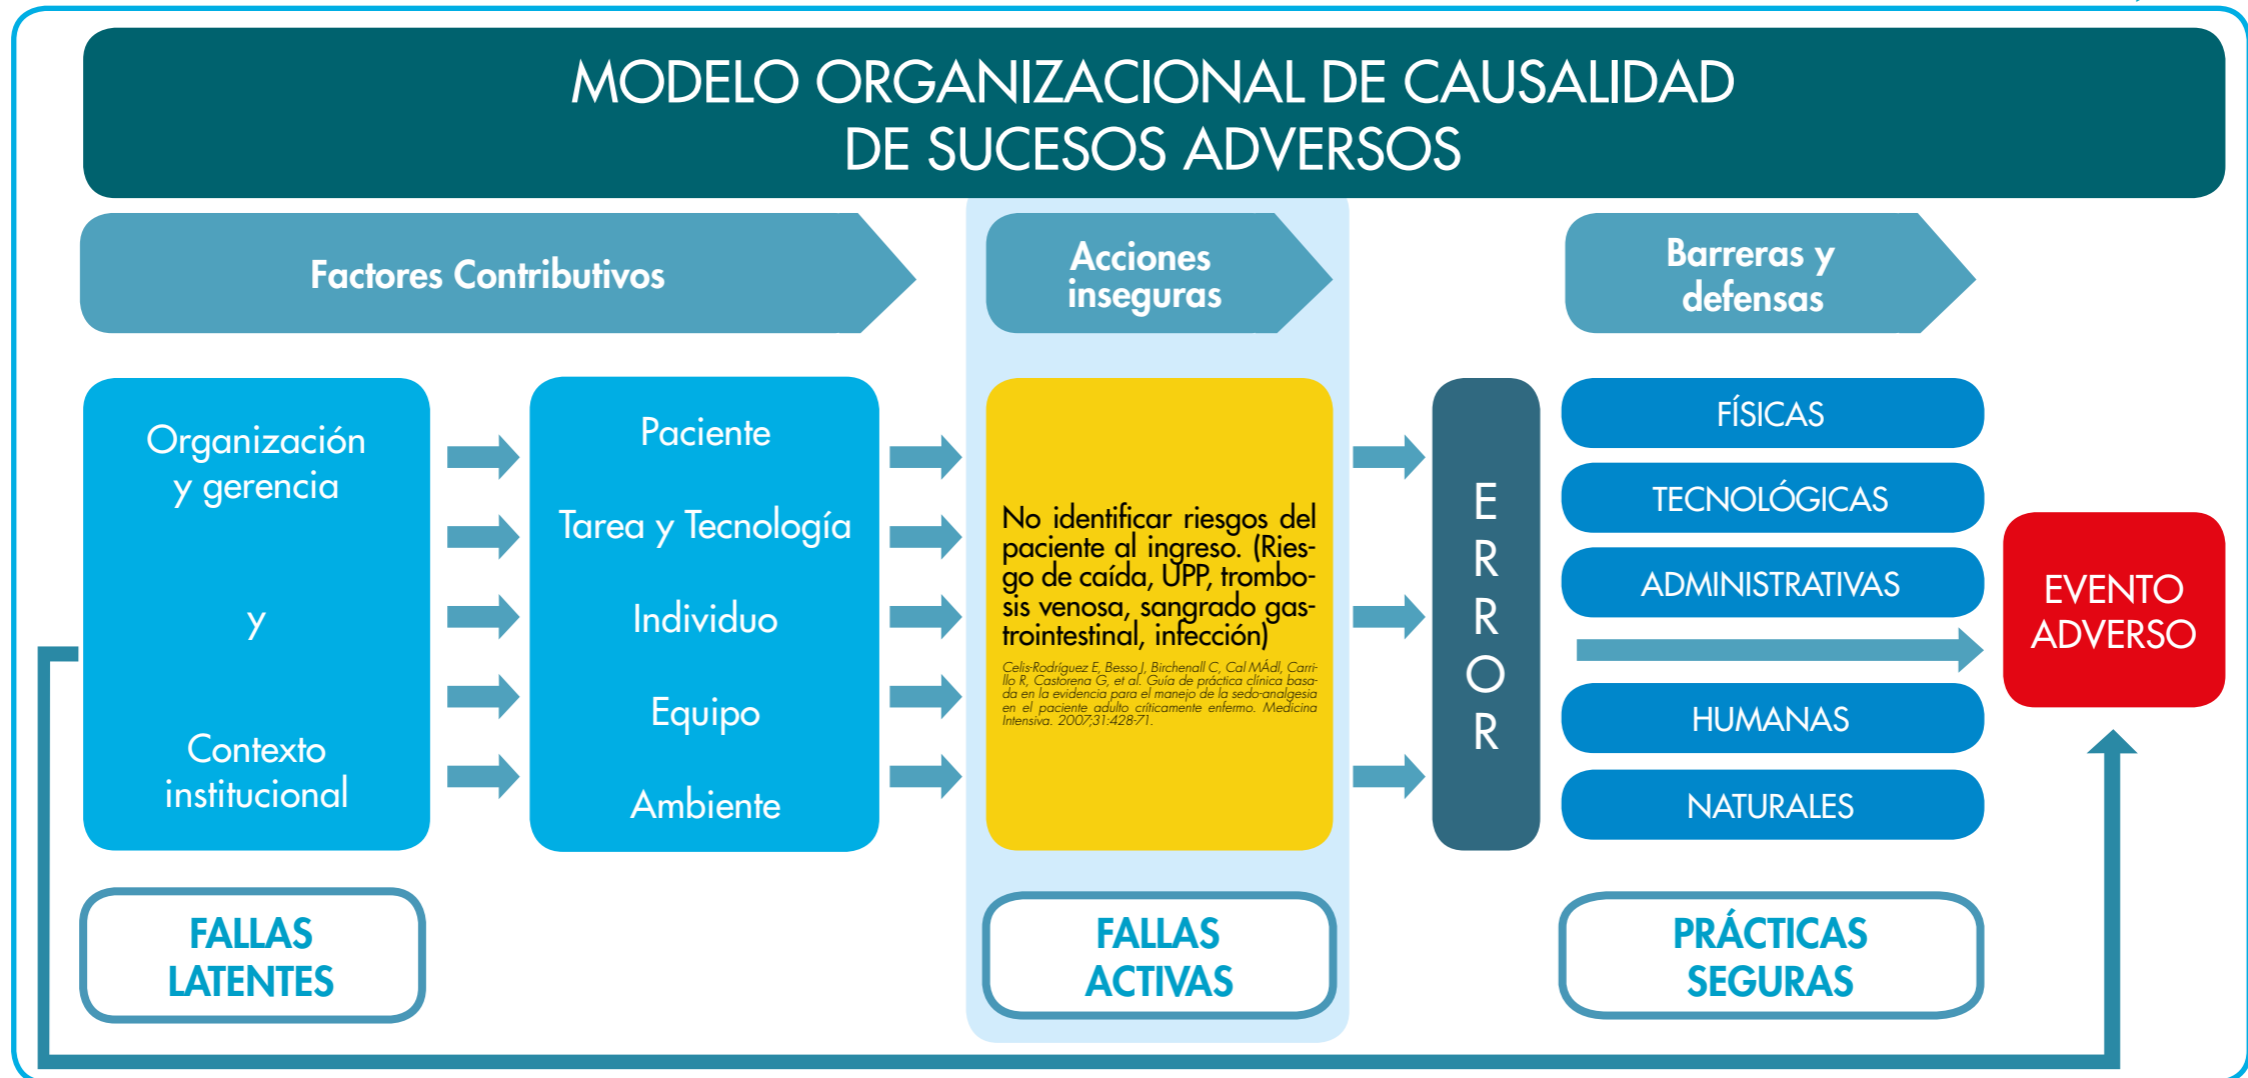 MODELO ORGANIZACIONAL DE CAUSALIDAD
DE SUCESOS ADVERSOS
Factores Contributivos
Acciones
inseguras
Barreras y
defensas
Organización
y gerencia
y
Contexto
institucional
Paciente
Tarea y Tecnología
Individuo
Equipo
Ambiente
No identificar riesgos del
paciente al ingreso. (Ries-
go de caída, UPP, trombo-
sis venosa, sangrado gas-
trointestinal, infección)
Celis-Rodríguez E, Besso J, Birchenall C, Cal MÁdl, Carri-
llo R, Castorena G, et al. Guía de práctica clínica basa-
da en la evidencia para el manejo de la sedo-analgesia
en el paciente adulto críticamente enfermo. Medicina
Intensiva. 2007;31:428-71.
E
R
R
O
R
FÍSICAS
TECNOLÓGICAS
ADMINISTRATIVAS
HUMANAS
NATURALES
EVENTO
ADVERSO
FALLAS
LATENTES
FALLAS
ACTIVAS
PRÁCTICAS
SEGURAS